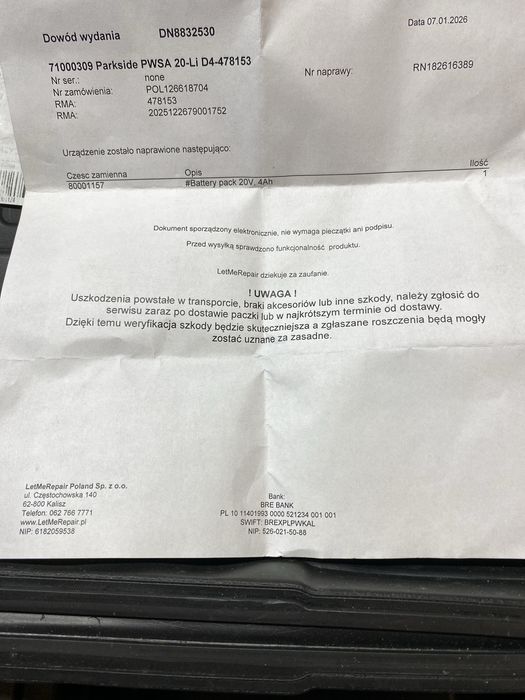 Data 07.01.2026
Dowód wydania DN8832530
71000309 Parkside PWSA 20-Li D4-478153
Nr ser.: none
Nr naprawy: RN182616389
Nr zamówienia: POL126618704
RMA: 478153
RMA: 2025122679001752
Urządzenie zostało naprawione następująco:
Czesc zamienna Opis Ilość
80001157 #Battery pack 20V, 4Ah 1
Dokument sporządzony elektronicznie, nie wymaga pieczątki ani podpisu.
Przed wysyłką sprawdzono funkcjonalność produktu.
LetMeRepair dziekuje za zaufanie.
! UWAGA !
Uszkodzenia powstałe w transporcie, braki akcesoriów lub inne szkody, należy zgłosić do
serwisu zaraz po dostawie paczki lub w najkrótszym terminie od dostawy.
Dzięki temu weryfikacja szkody będzie skuteczniejsza a zgłaszane roszczenia będą mogły
zostać uznane za zasadne.
LetMeRepair Poland Sp. z o.o.
ul. Częstochowska 140
62-800 Kalisz
Telefon: 062 766 7771
www.LetMeRepair.pl
NIP: 6182059538
Bank:
BRE BANK
PL 10 11401993 0000 521234 001 001
SWIFT: BREXPLPWKAL
NIP: 526-021-50-88